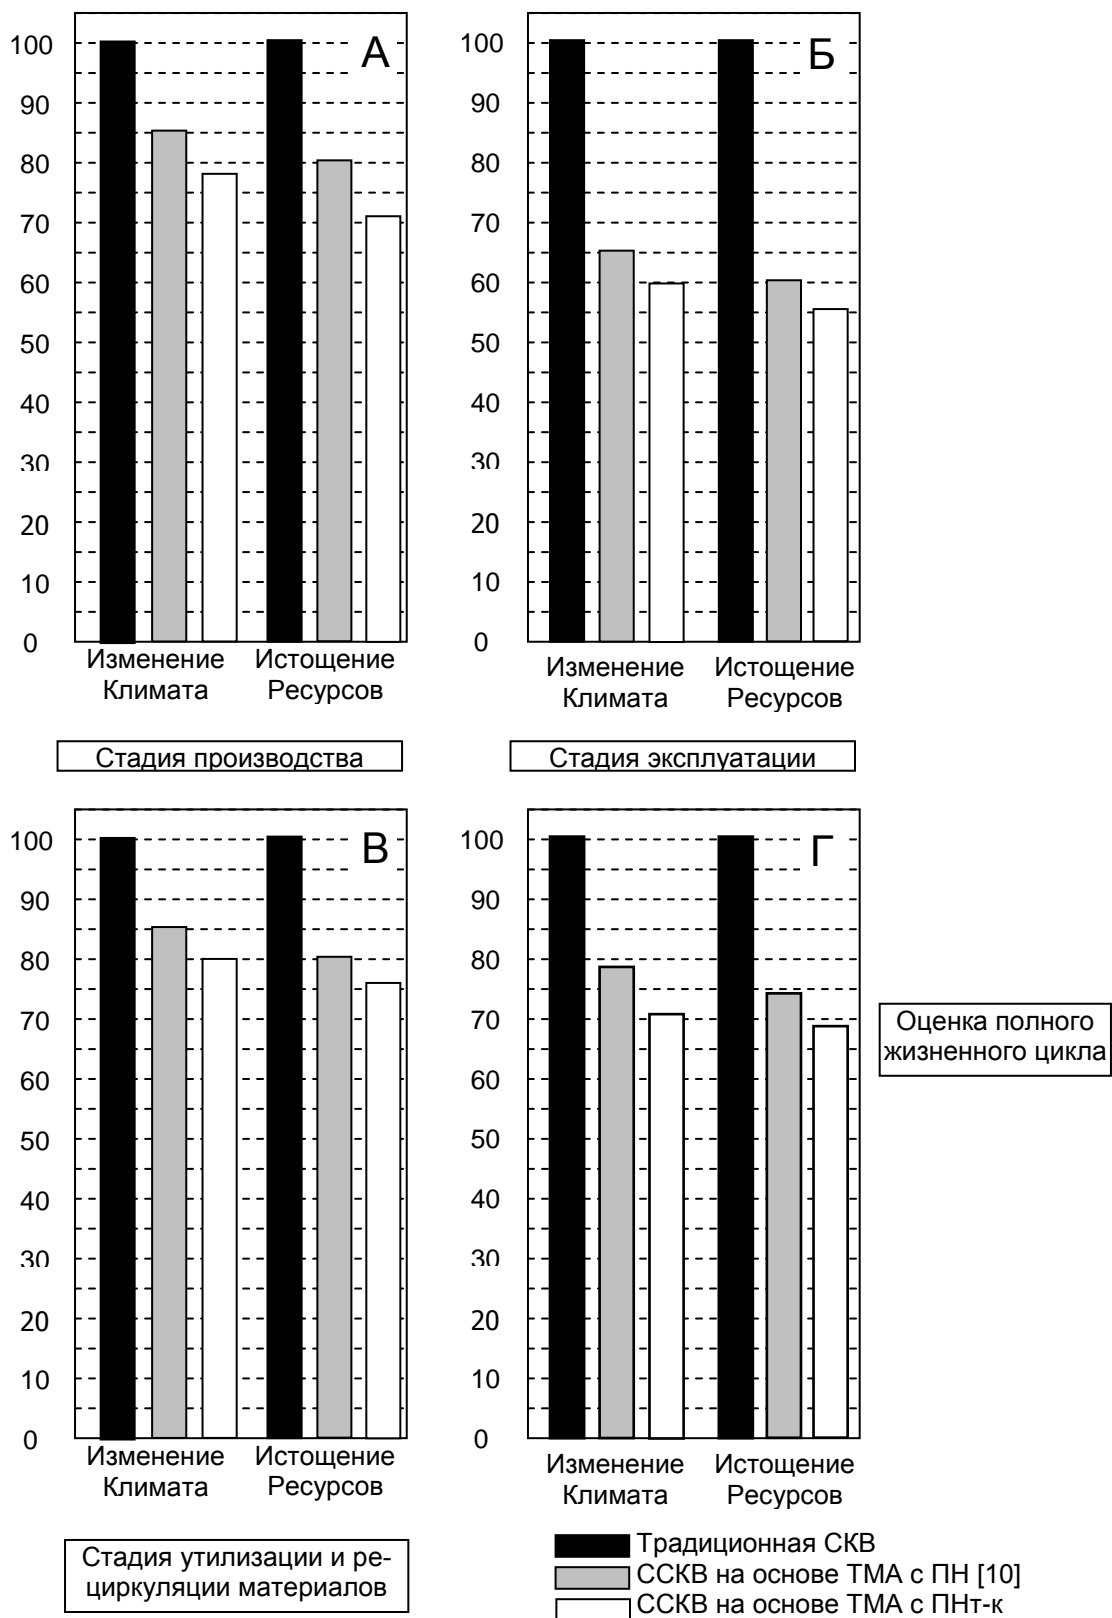 А
100
90
80
70
60
50
40
30
20
10
0
Изменение Климата
Истощение Ресурсов
Стадия производства
Б
100
90
80
70
60
50
40
30
20
10
0
Изменение Климата
Истощение Ресурсов
Стадия эксплуатации
В
100
90
80
70
60
50
40
30
20
10
0
Изменение Климата
Истощение Ресурсов
Стадия утилизации и ре-
циркуляции материалов
Г
100
90
80
70
60
50
40
30
20
10
0
Изменение Климата
Истощение Ресурсов
Оценка полного
жизненного цикла
Традиционная СКВ
ССКВ на основе ТМА с ПН [10]
ССКВ на основе ТМА с ПНт-к